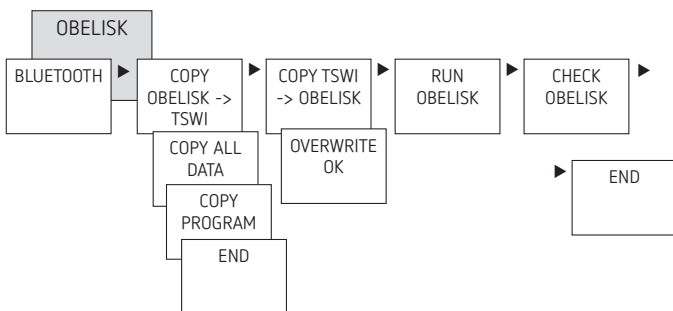 OBELISK
BLUETOOTH
COPY
OBELISK ->
TSWI
COPY ALL
DATA
COPY
PROGRAM
END
COPY TSWI
-> OBELISK
OVERWRITE
OK
RUN
OBELISK
CHECK
OBELISK
END